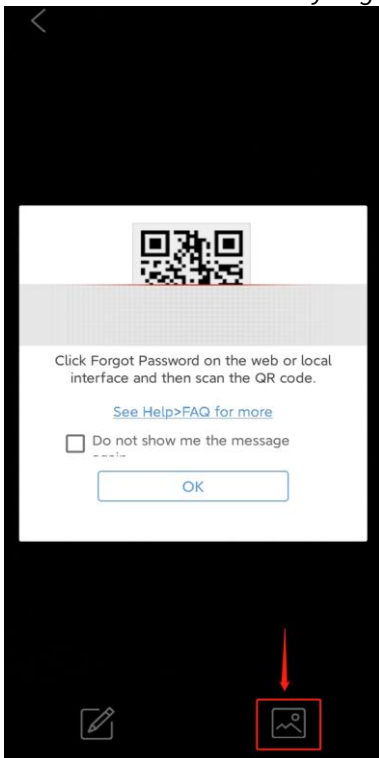 Click Forgot Password on the web or local
interface and then scan the QR code.
See Help>FAQ for more
Do not show me the message
OK